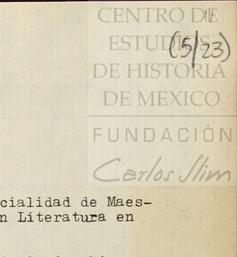 CENTRO DE
ESTUDIOS
(5/23)
DE HISTORIA
DE MEXICO
FUNDACIÓN
Carlos Slim
cialidad de Maes-
n Literatura en